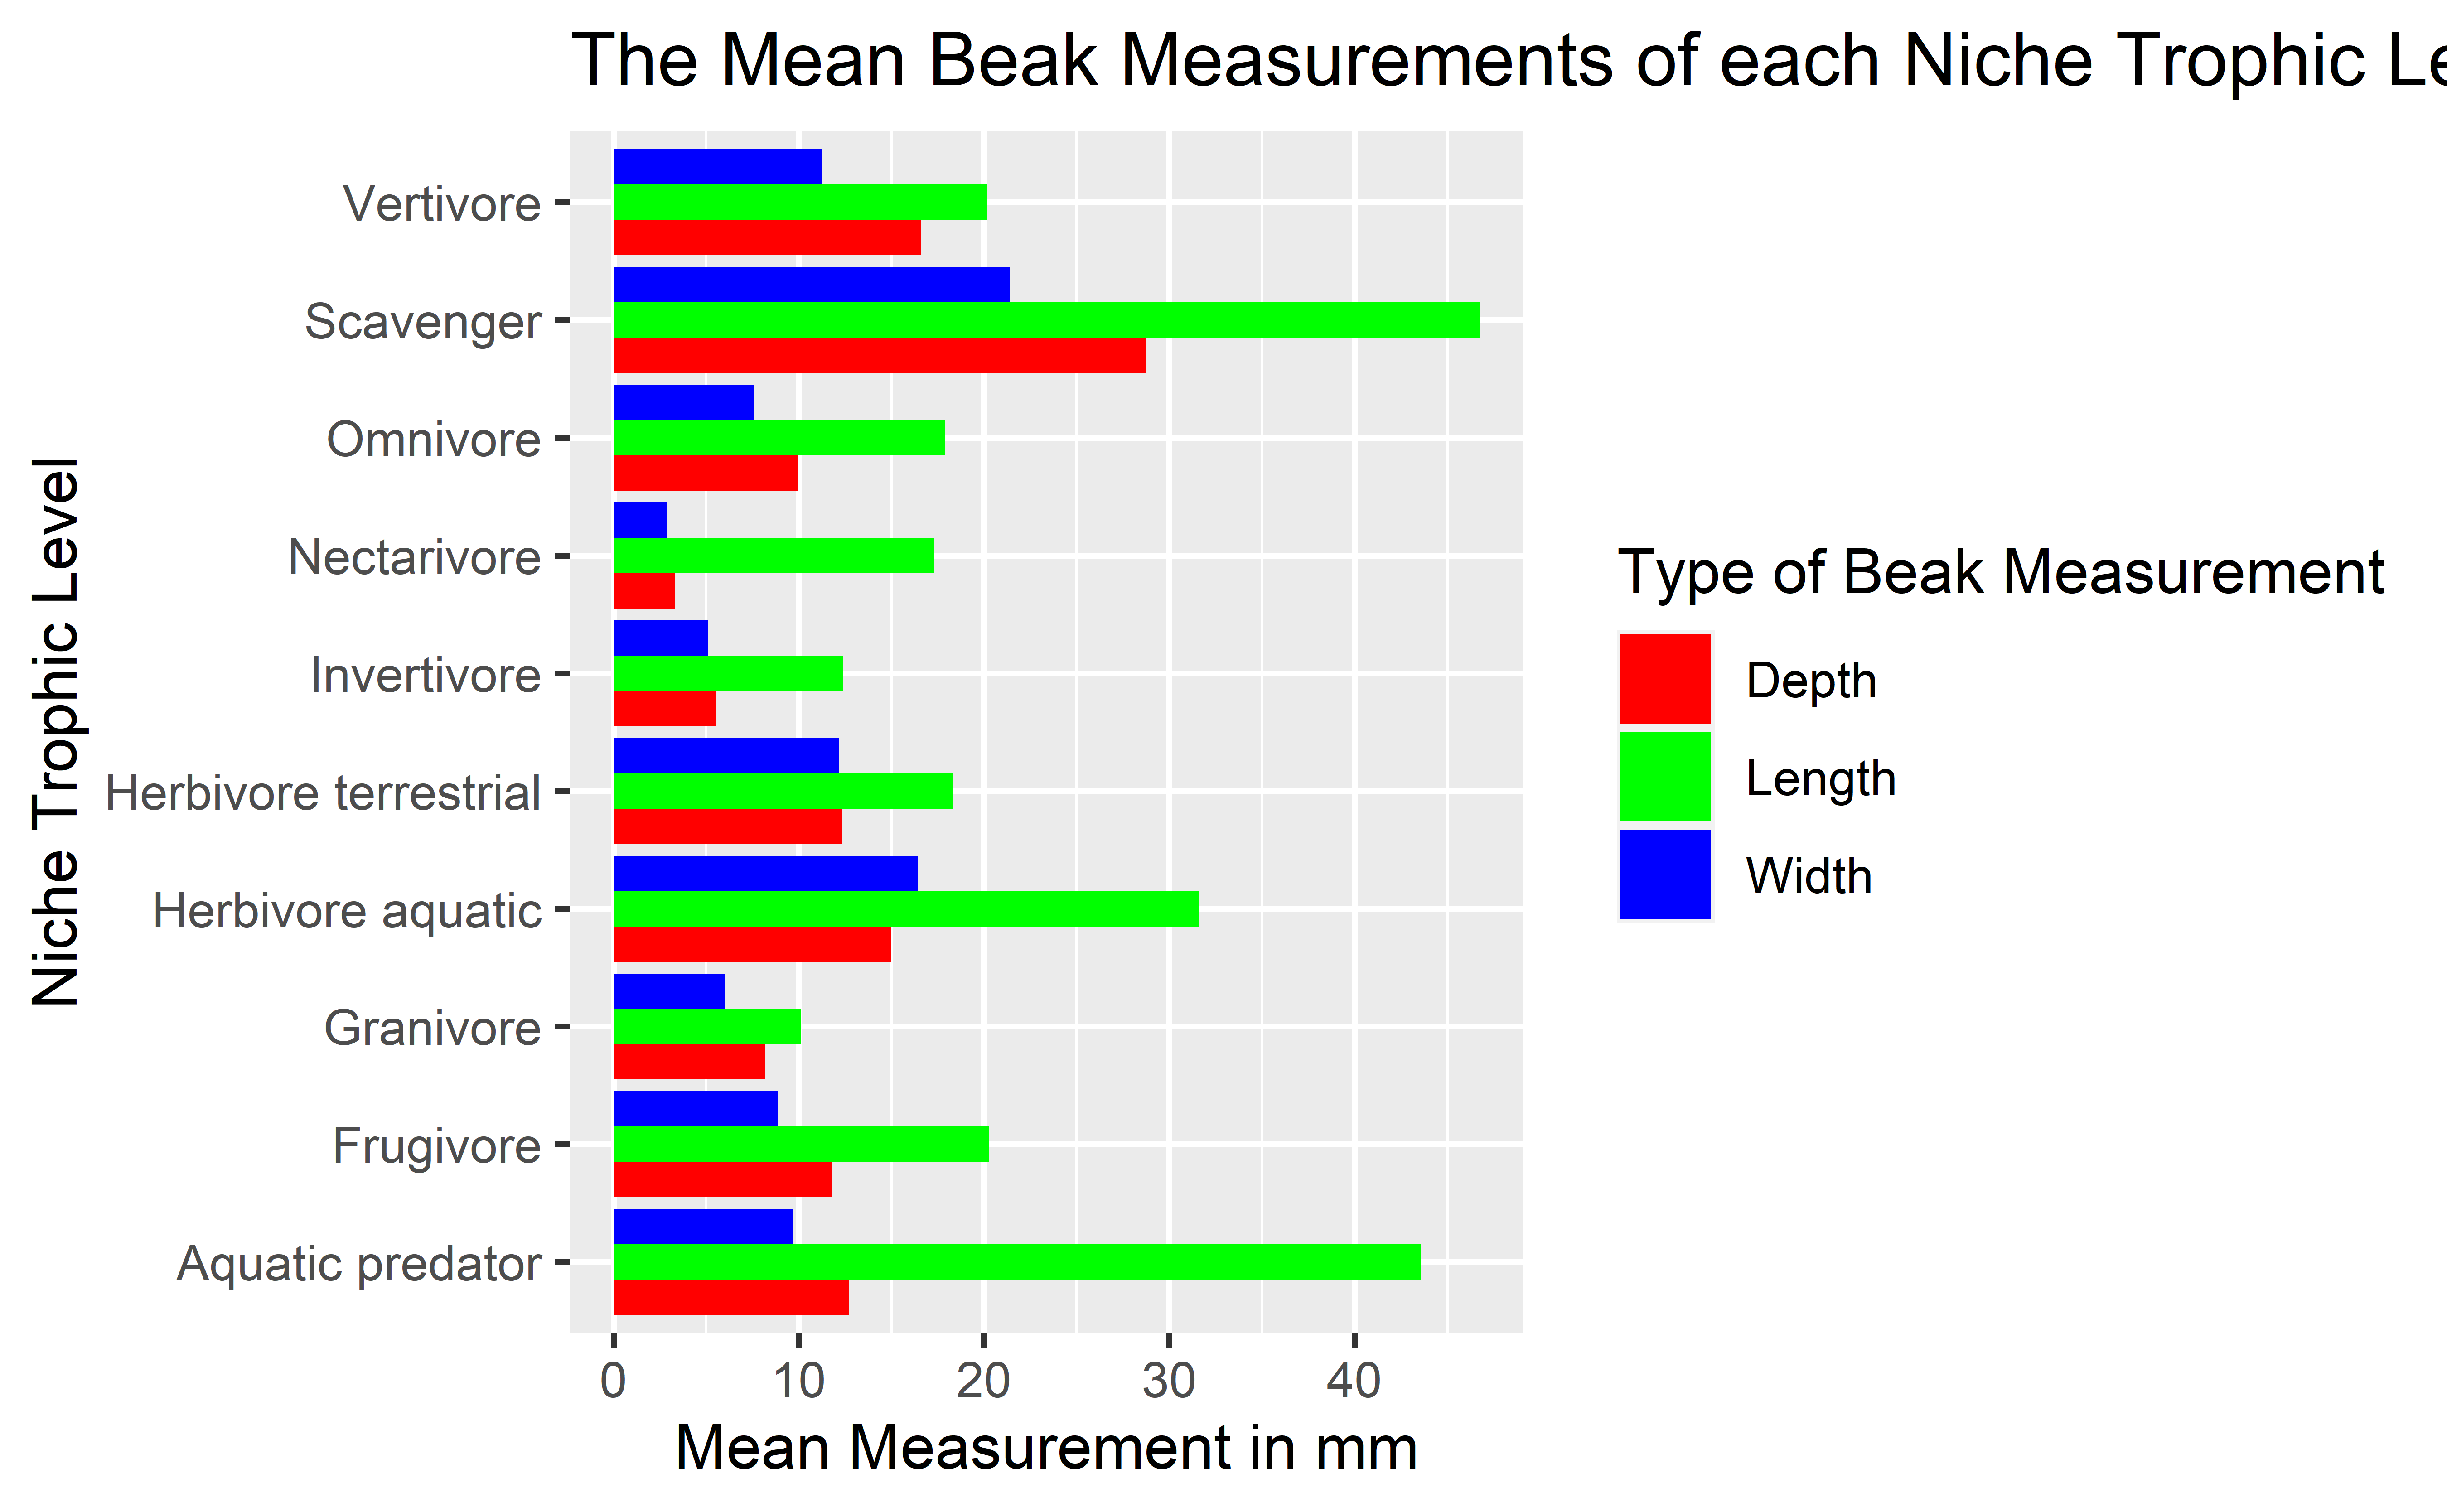 The Mean Beak Measurements of each Niche Trophic Le
Niche Trophic Level
Vertivore
Scavenger
Omnivore
Nectarivore
Invertivore
Herbivore terrestrial
Herbivore aquatic
Granivore
Frugivore
Aquatic predator
0 10 20 30 40
Mean Measurement in mm
Type of Beak Measurement
Depth
Length
Width